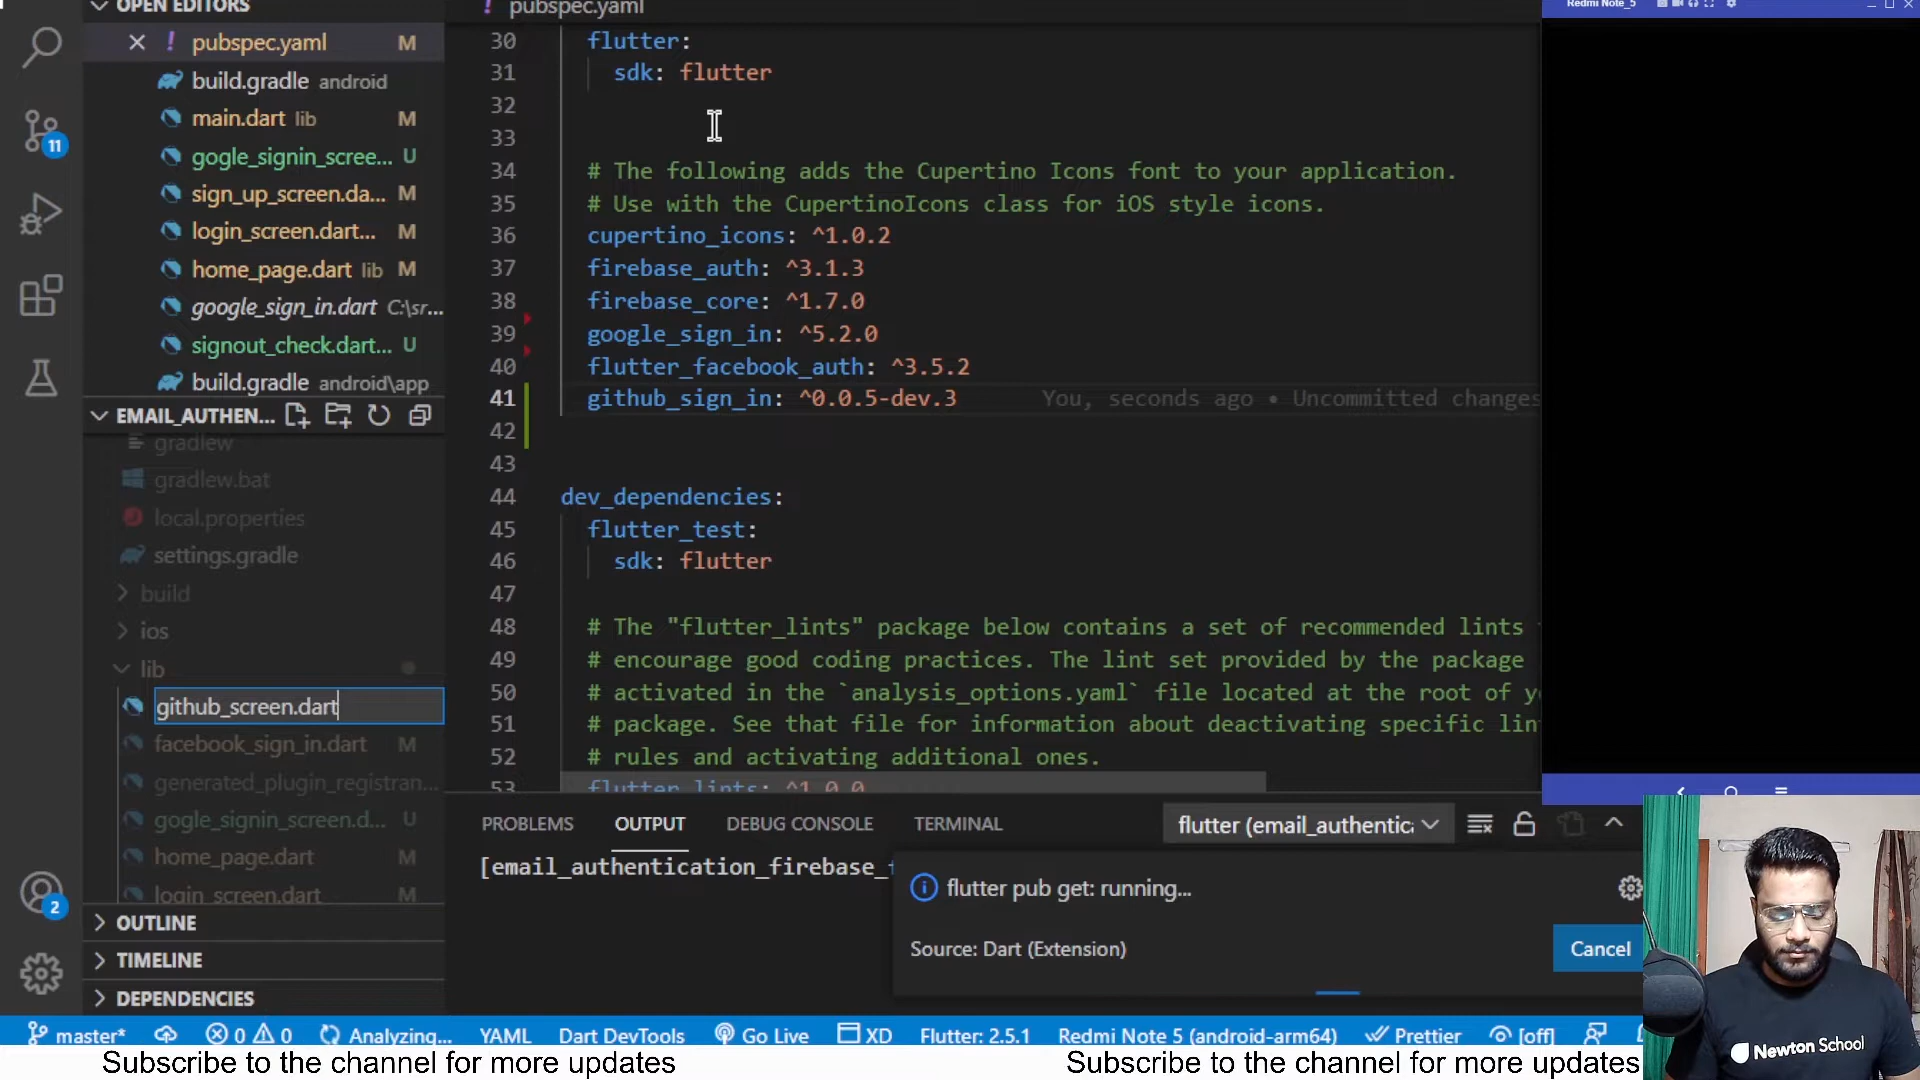 OPEN EDITORS
pubspec.yaml M
build.gradle android
main.dart lib M
gogle_signin_scree... U
sign_up_screen.da... M
login_screen.dart... M
home_page.dart lib M
google_sign_in.dart C:\sr...
signout_check.dart... U
build.gradle android\app
EMAIL_AUTHEN...
gradlew
gradlew.bat
local.properties
settings.gradle
build
ios
lib
github_screen.dart
facebook_sign_in.dart M
generated_plugin_registran...
gogle_signin_screen.d... U
home_page.dart M
login_screen.dart M
OUTLINE
TIMELINE
DEPENDENCIES
11
2
! pubspec.yaml
30 flutter:
31 sdk: flutter
32
33
34 # The following adds the Cupertino Icons font to your application.
35 # Use with the CupertinoIcons class for iOS style icons.
36 cupertino_icons: ^1.0.2
37 firebase_auth: ^3.1.3
38 firebase_core: ^1.7.0
39 google_sign_in: ^5.2.0
40 flutter_facebook_auth: ^3.5.2
41 github_sign_in: ^0.0.5-dev.3 You, seconds ago • Uncommitted changes
42
43
44 dev_dependencies:
45 flutter_test:
46 sdk: flutter
47
48 # The "flutter_lints" package below contains a set of recommended lints
49 # encourage good coding practices. The lint set provided by the package
50 # activated in the `analysis_options.yaml` file located at the root of y
51 # package. See that file for information about deactivating specific lin
52 # rules and activating additional ones.
53 flutter_lints: ^1.0.0
PROBLEMS OUTPUT DEBUG CONSOLE TERMINAL flutter (email_authentica
[email_authentication_firebase_
flutter pub get: running...
Source: Dart (Extension)
Cancel
Redmi Note_5
Newton School
master* 0 0 Analyzing... YAML Dart DevTools Go Live XD Flutter: 2.5.1 Redmi Note 5 (android-arm64) Prettier [off]
Subscribe to the channel for more updates Subscribe to the channel for more updates